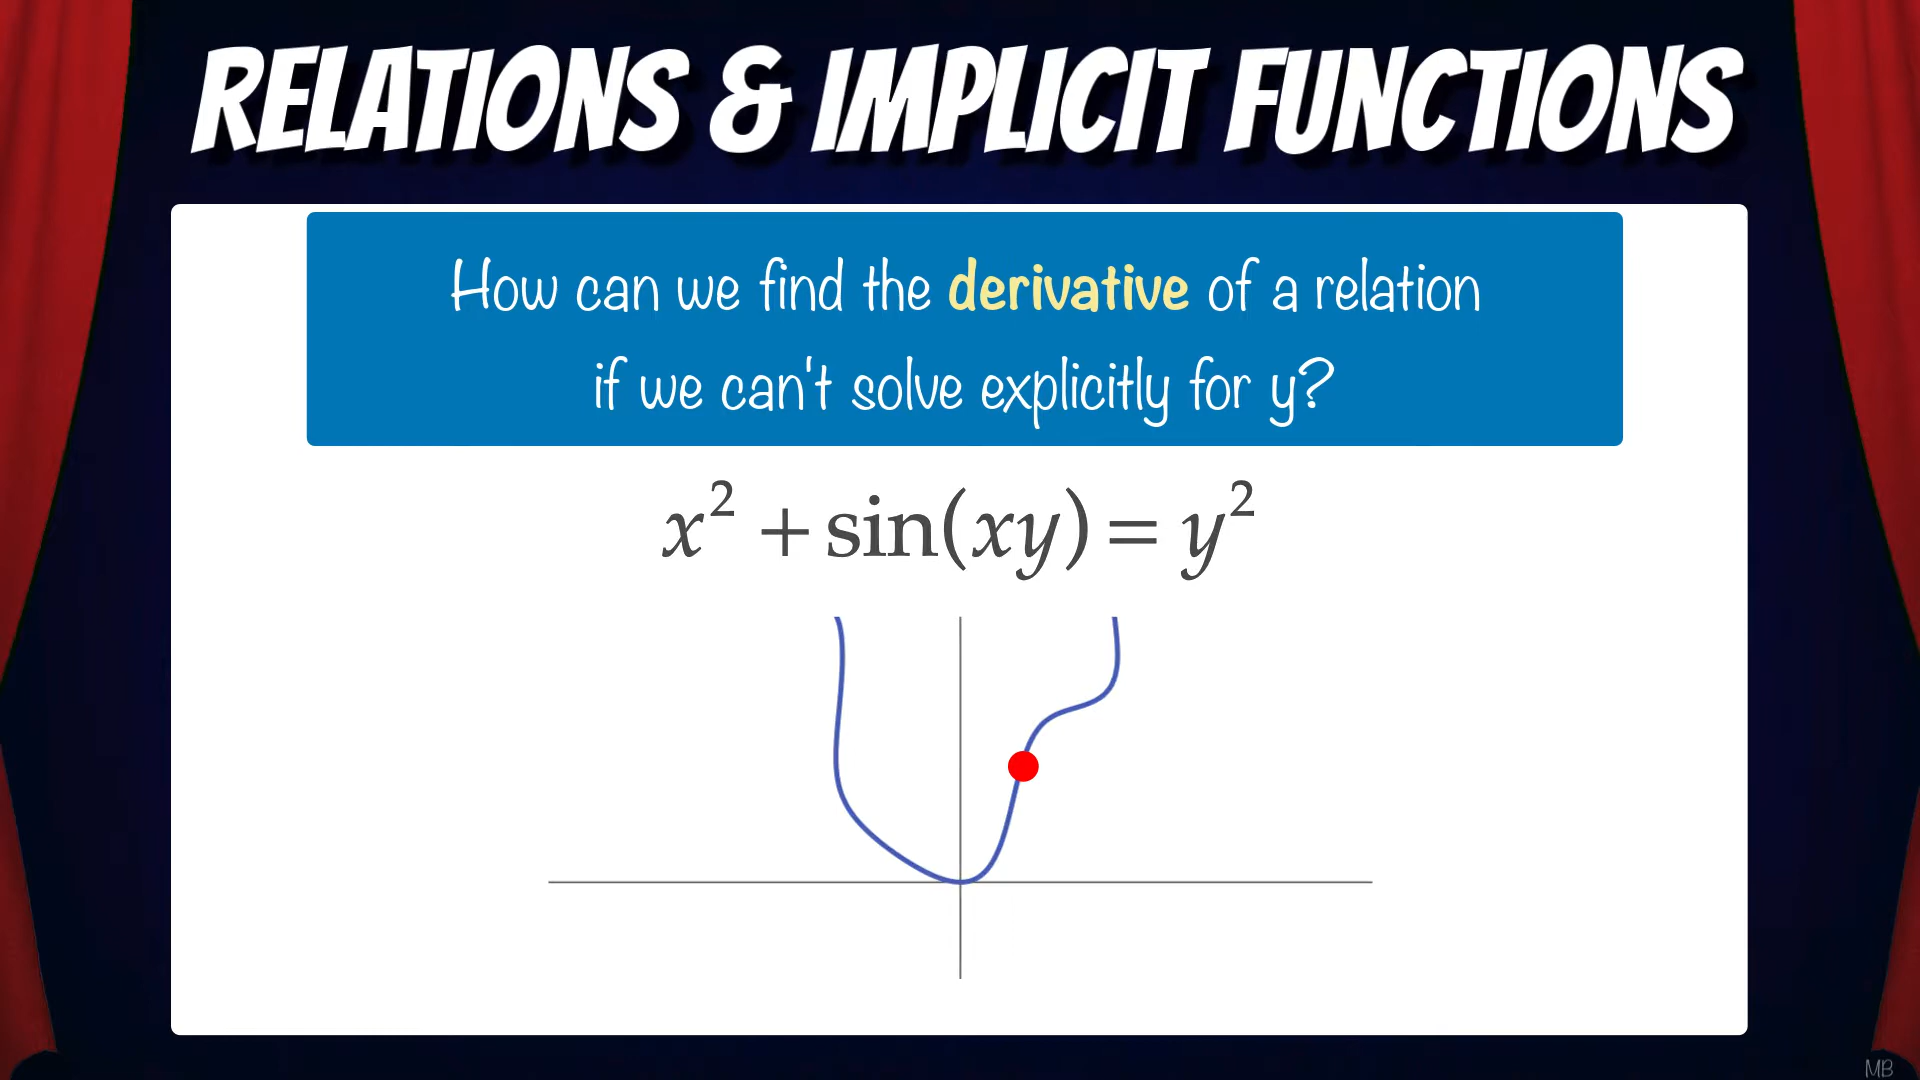 RELATIONS & IMPLICIT FUNCTIONS
How can we find the derivative of a relation
if we can't solve explicitly for y?
x² + sin(xy) = y²
MB